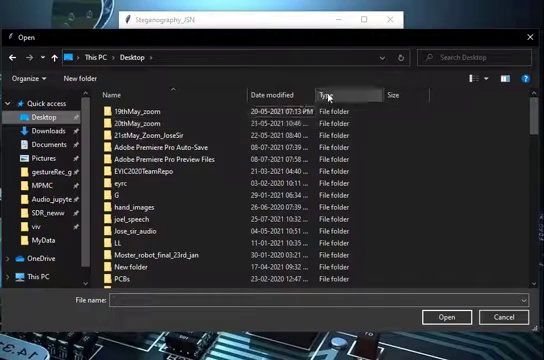 Steganography_JSN
Open
This PC > Desktop >
Search Desktop
Organize
New folder
Name
Date modified
Type
Size
Quick access
Desktop
Downloads
Documents
Pictures
gestureRec_g
MPMC
Audio_jupyte
SDR_neww
viv
MyData
OneDrive
This PC
19thMay_zoom 20-05-2021 07:13 PM File folder
20thMay_zoom 21-05-2021 10:46 ... File folder
21stMay_Zoom_JoseSir 22-05-2021 08:40 ... File folder
Adobe Premiere Pro Auto-Save 08-07-2021 07:39 ... File folder
Adobe Premiere Pro Preview Files 08-07-2021 07:58 ... File folder
EYIC2020TeamRepo 21-03-2021 04:40 ... File folder
eyrc 03-02-2020 10:11 ... File folder
G 29-01-2021 06:34 ... File folder
hand_images 26-06-2020 07:39 ... File folder
joel_speech 25-07-2021 10:32 ... File folder
Jose_sir_audio 04-05-2021 10:51 ... File folder
LL 11-01-2021 10:35 ... File folder
Moster_robot_final_23rd_jan 30-01-2020 03:21 ... File folder
New folder 17-04-2021 09:32 ... File folder
PCBs 23-02-2020 12:47 ... File folder
File name:
Open
Cancel